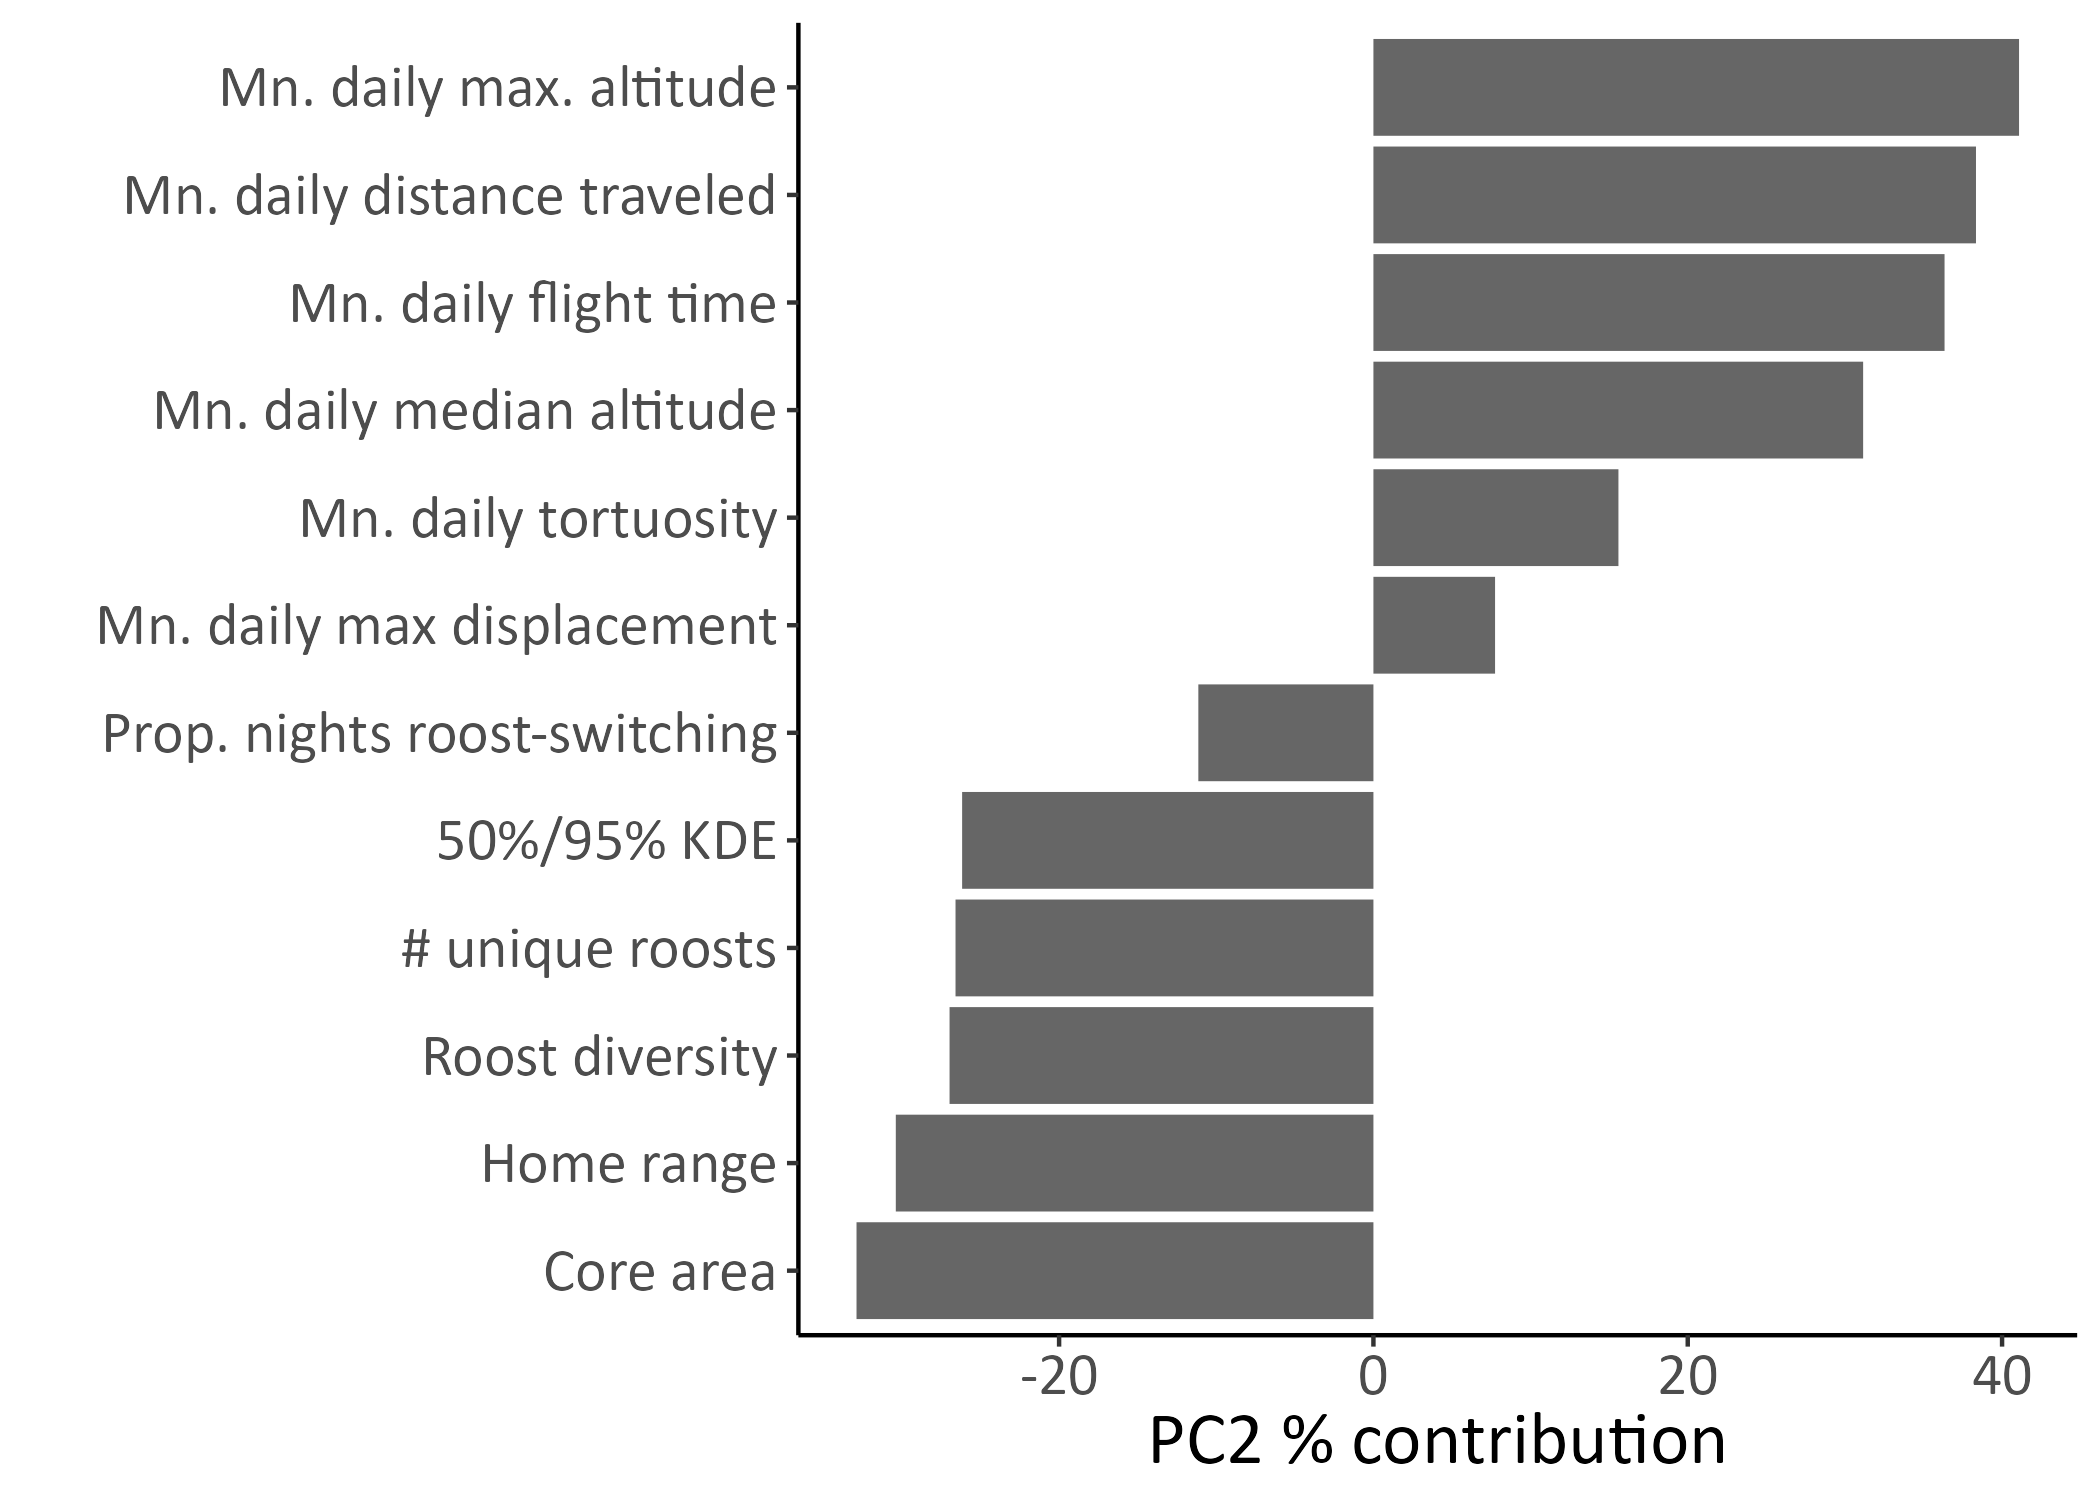 Mn. daily max. altitude
Mn. daily distance traveled
Mn. daily flight time
Mn. daily median altitude
Mn. daily tortuosity
Mn. daily max displacement
Prop. nights roost-switching
50%/95% KDE
# unique roosts
Roost diversity
Home range
Core area
-20 0 20 40
PC2 % contribution